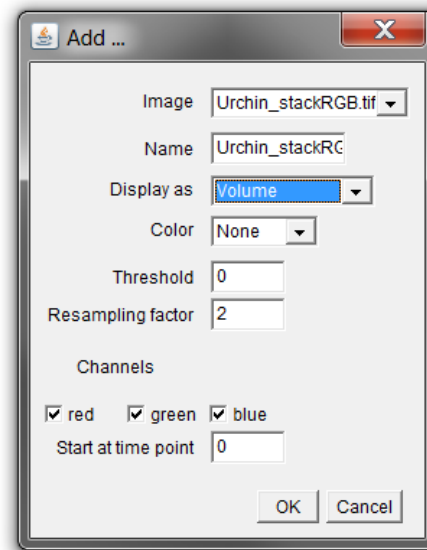 Add ...
Image Urchin_stackRGB.tif
Name Urchin_stackRG
Display as Volume
Color None
Threshold 0
Resampling factor 2
Channels
red green blue
Start at time point 0
OK Cancel